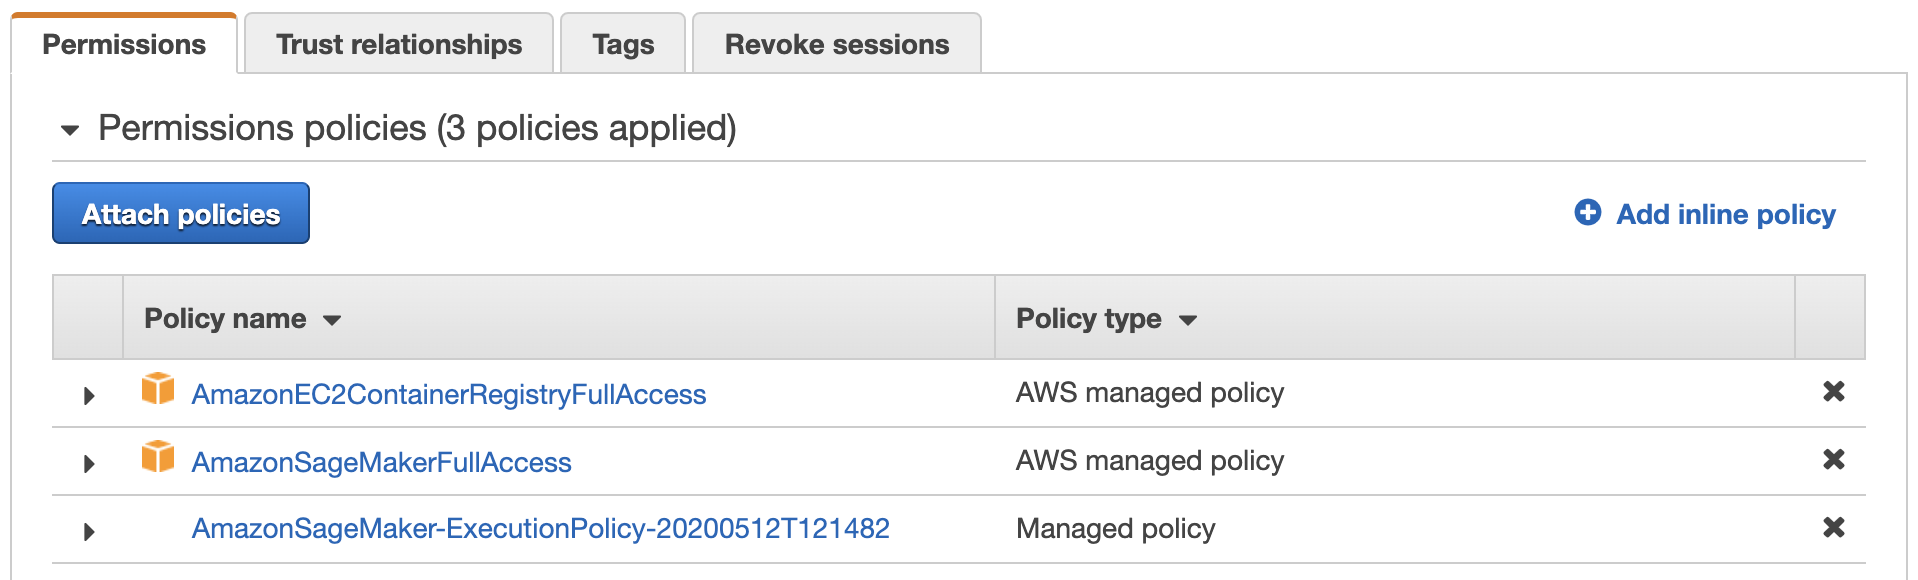 Permissions Trust relationships Tags Revoke sessions
Permissions policies (3 policies applied)
Attach policies Add inline policy
Policy name Policy type
AmazonEC2ContainerRegistryFullAccess AWS managed policy
AmazonSageMakerFullAccess AWS managed policy
AmazonSageMaker-ExecutionPolicy-20200512T121482 Managed policy